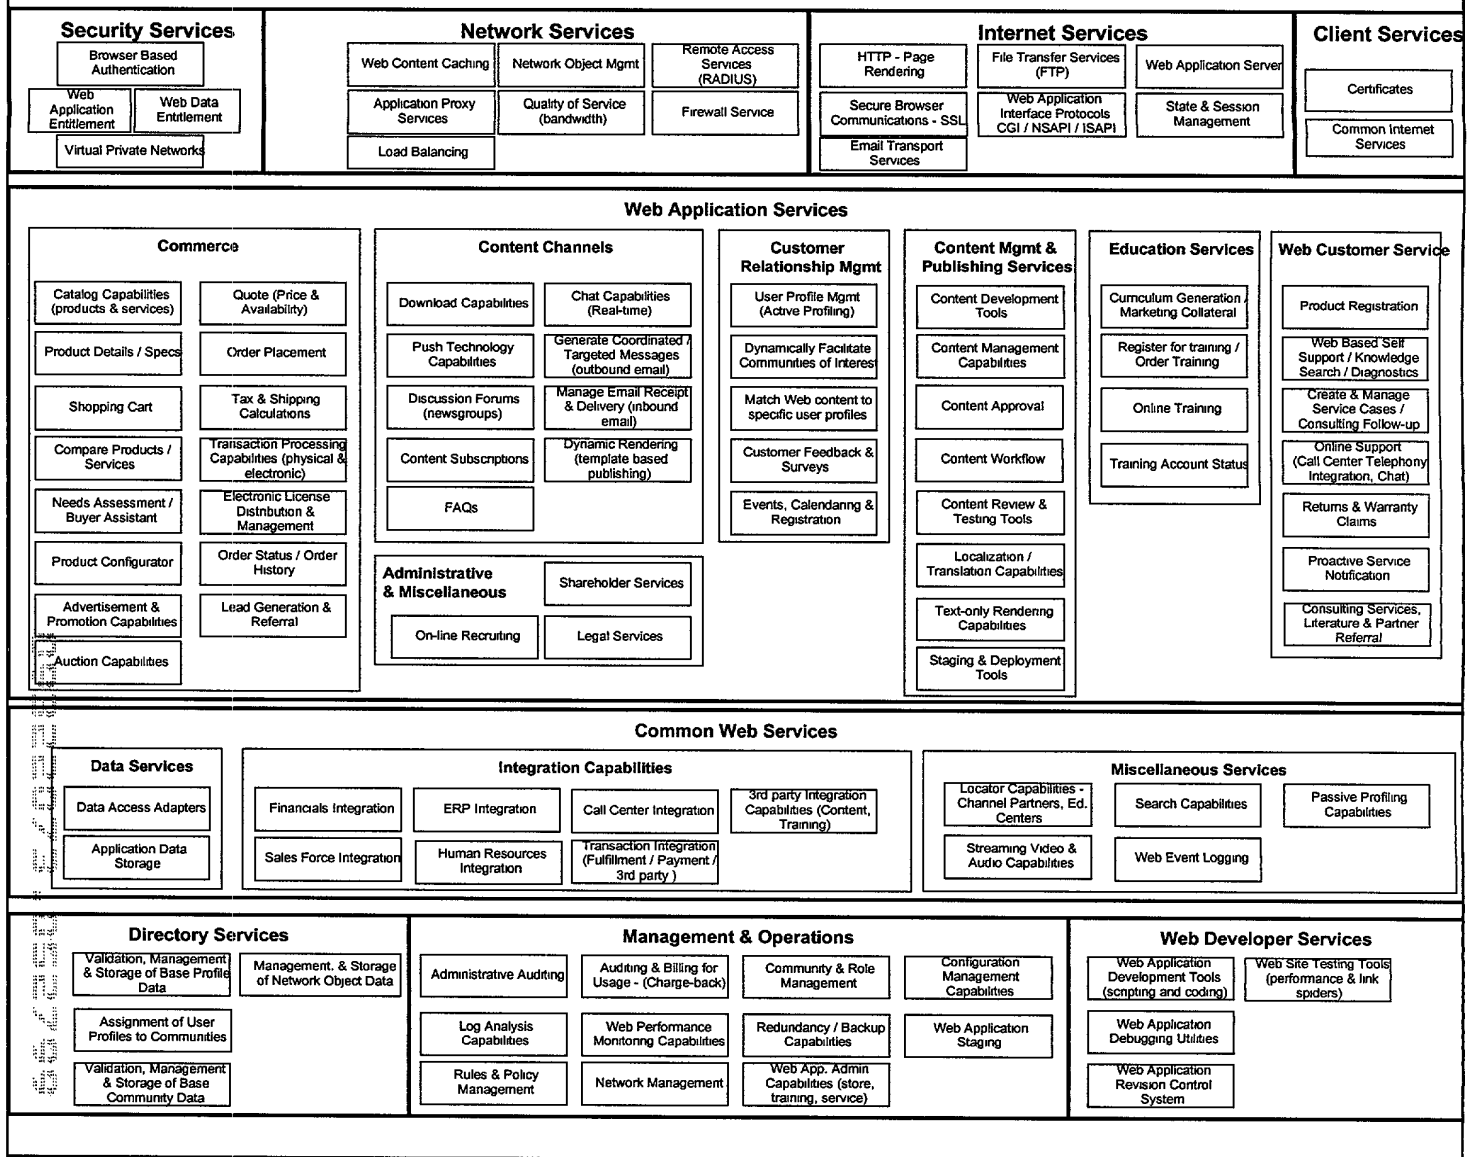 Security Services
Browser Based
Authentication
Web
Application
Entitlement
Web Data
Entitlement
Virtual Private Networks
Network Services
Web Content Caching
Network Object Mgmt
Remote Access
Services
(RADIUS)
Application Proxy
Services
Quality of Service
(bandwidth)
Firewall Service
Load Balancing
Internet Services
HTTP - Page
Rendering
File Transfer Services
(FTP)
Web Application Server
Secure Browser
Communications - SSL
Web Application
Interface Protocols
CGI / NSAPI / ISAPI
State & Session
Management
Email Transport
Services
Client Services
Certificates
Common Internet
Services
Web Application Services
Commerce
Catalog Capabilities
(products & services)
Quote (Price &
Availability)
Product Details / Specs
Order Placement
Shopping Cart
Tax & Shipping
Calculations
Compare Products /
Services
Transaction Processing
Capabilities (physical &
electronic)
Needs Assessment /
Buyer Assistant
Electronic License
Distribution &
Management
Product Configurator
Order Status / Order
History
Advertisement &
Promotion Capabilities
Lead Generation &
Referral
Auction Capabilities
Content Channels
Download Capabilities
Chat Capabilities
(Real-time)
Push Technology
Capabilities
Generate Coordinated /
Targeted Messages
(outbound email)
Discussion Forums
(newsgroups)
Manage Email Receipt
& Delivery (inbound
email)
Content Subscriptions
Dynamic Rendering
(template based
publishing)
FAQs
Administrative
& Miscellaneous
Shareholder Services
On-line Recruiting
Legal Services
Customer
Relationship Mgmt
User Profile Mgmt
(Active Profiling)
Dynamically Facilitate
Communities of Interest
Match Web content to
specific user profiles
Customer Feedback &
Surveys
Events, Calendaring &
Registration
Content Mgmt &
Publishing Services
Content Development
Tools
Content Management
Capabilities
Content Approval
Content Workflow
Content Review &
Testing Tools
Localization /
Translation Capabilities
Text-only Rendering
Capabilities
Staging & Deployment
Tools
Education Services
Curriculum Generation /
Marketing Collateral
Register for training /
Order Training
Online Training
Training Account Status
Web Customer Service
Product Registration
Web Based Self
Support / Knowledge
Search / Diagnostics
Create & Manage
Service Cases /
Consulting Follow-up
Online Support
(Call Center Telephony
Integration, Chat)
Returns & Warranty
Claims
Proactive Service
Notification
Consulting Services,
Literature & Partner
Referral
Common Web Services
Data Services
Data Access Adapters
Application Data
Storage
Integration Capabilities
Financials Integration
ERP Integration
Call Center Integration
3rd party Integration
Capabilities (Content,
Training)
Sales Force Integration
Human Resources
Integration
Transaction Integration
(Fulfillment / Payment /
3rd party )
Miscellaneous Services
Locator Capabilities -
Channel Partners, Ed.
Centers
Search Capabilities
Passive Profiling
Capabilities
Streaming Video &
Audio Capabilities
Web Event Logging
Directory Services
Validation, Management
& Storage of Base Profile
Data
Management. & Storage
of Network Object Data
Assignment of User
Profiles to Communities
Validation, Management
& Storage of Base
Community Data
Management & Operations
Administrative Auditing
Auditing & Billing for
Usage - (Charge-back)
Community & Role
Management
Configuration
Management
Capabilities
Log Analysis
Capabilities
Web Performance
Monitoring Capabilities
Redundancy / Backup
Capabilities
Web Application
Staging
Rules & Policy
Management
Network Management
Web App. Admin
Capabilities (store,
training, service)
Web Developer Services
Web Application
Development Tools
(scripting and coding)
Web Site Testing Tools
(performance & link
spiders)
Web Application
Debugging Utilities
Web Application
Revision Control
System